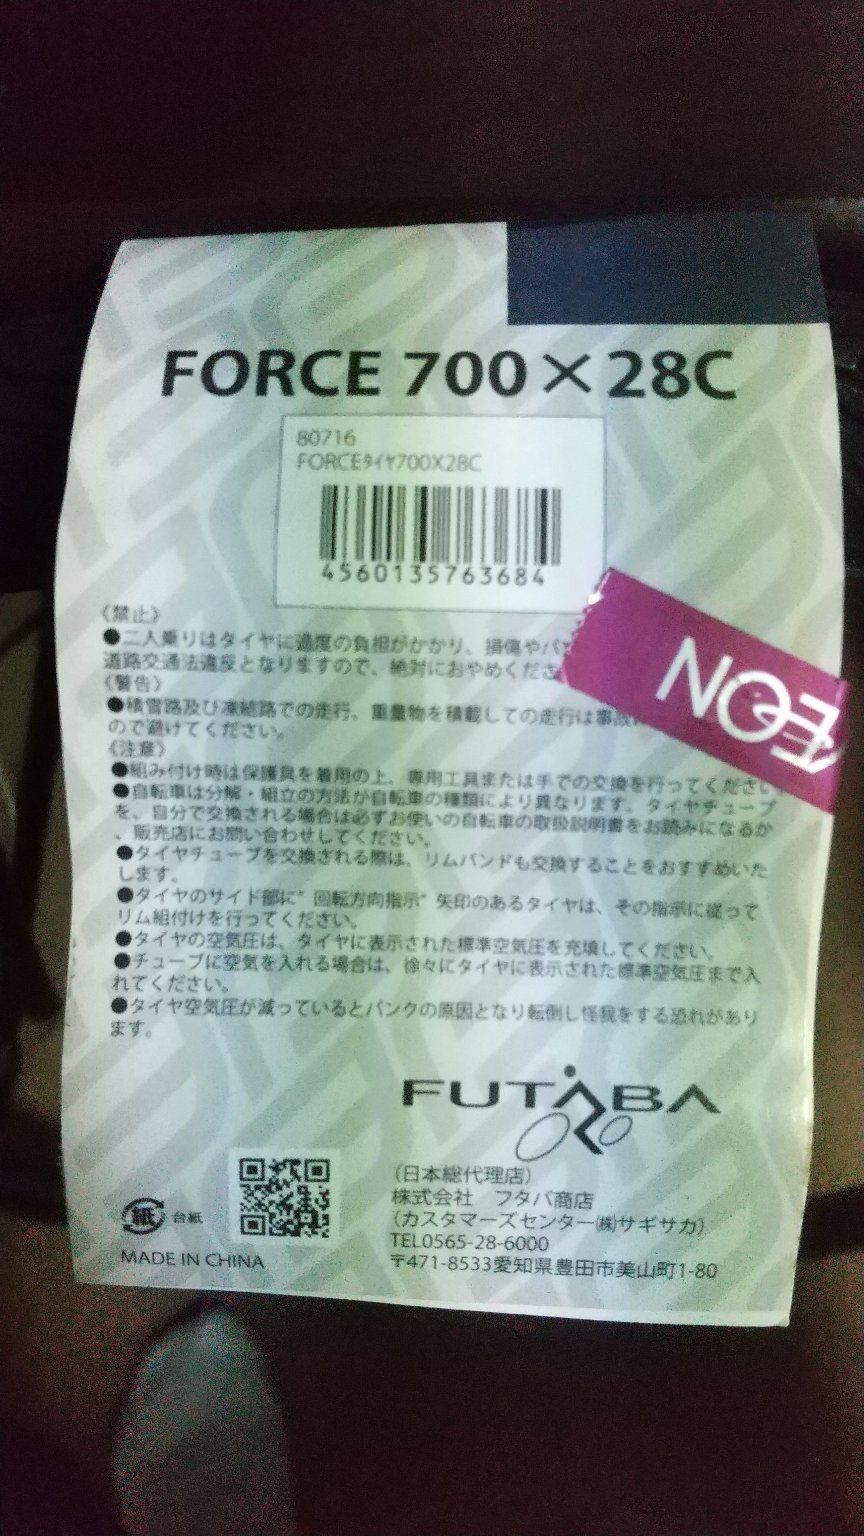 FORCE 700×28C
80716
FORCEﾀｲﾔ700X28C
4560135763684
《禁止》
●二人乗りはタイヤに過度の負担がかかり、損傷やパ
道路交通法違反となりますので、絶対におやめくださ
《警告》
●積雪路及び凍結路での走行、重量物を積載しての走行は事故
ので避けてください。
《注意》
●組み付け時は保護具を着用の上、専用工具または手での交換を行ってください。
●自転車は分解・組立の方法が自転車の種類により異なります。タイヤチューブ
を、自分で交換される場合は必ずお使いの自転車の取扱説明書をお読みになるか
、販売店にお問い合わせしてください。
●タイヤチューブを交換される際は、リムバンドも交換することをおすすめいた
します。
●タイヤのサイド部に"回転方向指示"矢印のあるタイヤは、その指示に従って
リム組付けを行ってください。
●タイヤの空気圧は、タイヤに表示された標準空気圧を充填してください。
●チューブに空気を入れる場合は、徐々にタイヤに表示された標準空気圧まで入
れてください。
●タイヤ空気圧が減っているとパンクの原因となり転倒し怪我をする恐れがあり
ます。
ÆON
FUTABA
（日本総代理店）
株式会社　フタバ商店
（カスタマーズセンター㈱サギサカ）
TEL0565-28-6000
〒471-8533愛知県豊田市美山町1-80
紙 台紙
MADE IN CHINA